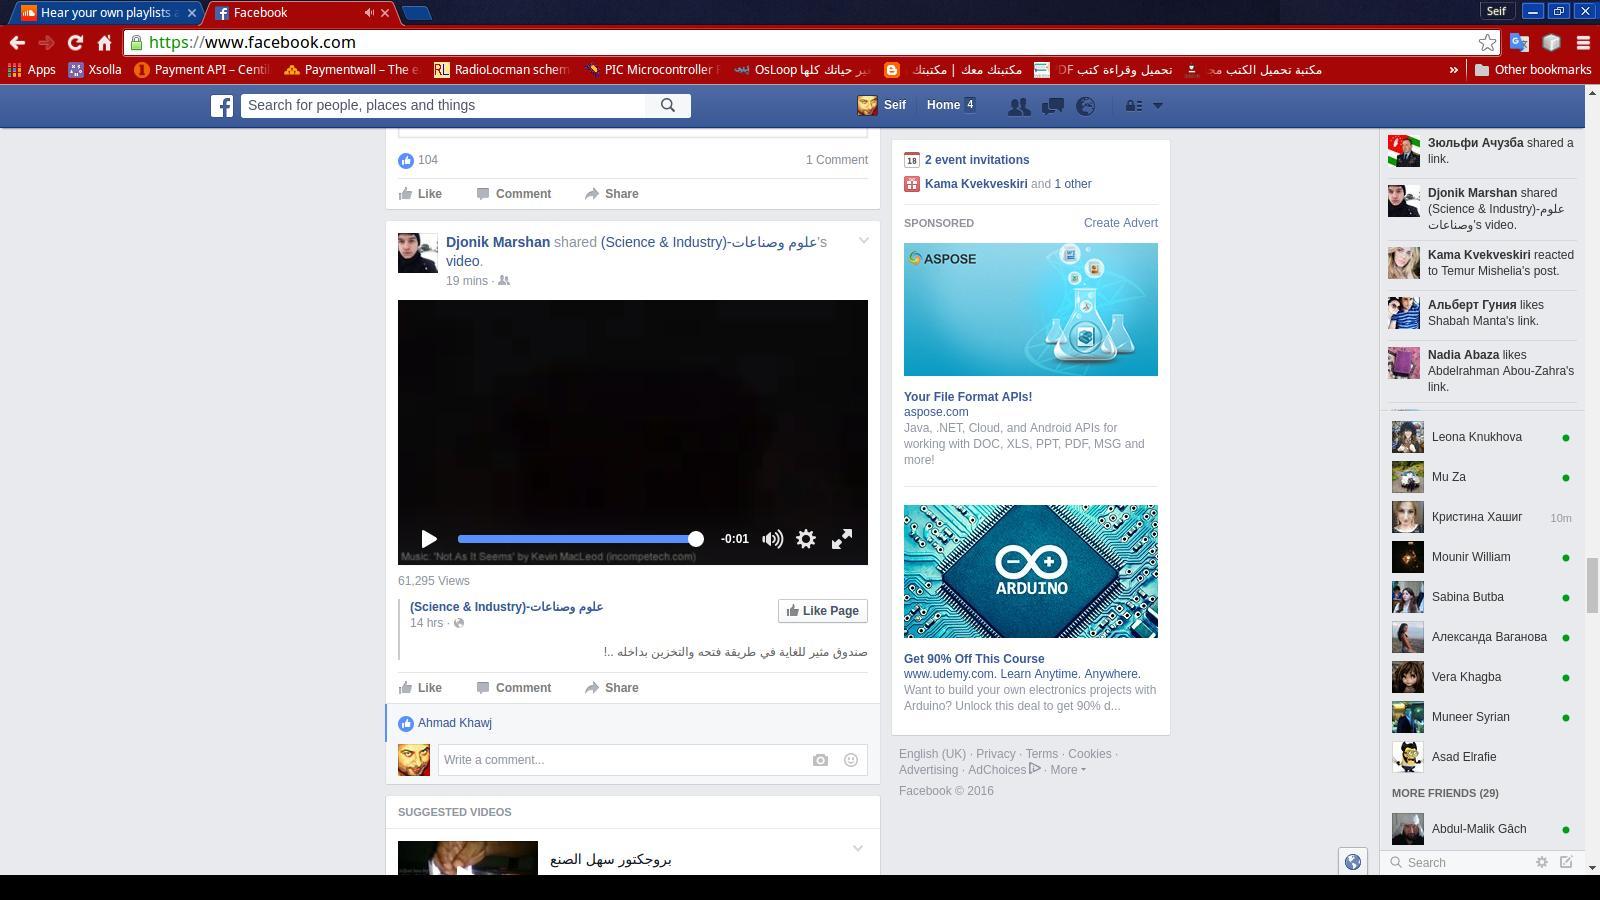 Hear your own playlists
Facebook
Seif
https://www.facebook.com
Apps
Xsolla
Payment API – Centi
Paymentwall – The e
RadioLocman schem
PIC Microcontroller
OsLoop غير حياتك كلها
مكتبتك معك | مكتبتك
تحميل وقراءة كتب
مكتبة تحميل الكتب
»
Other bookmarks
Search for people, places and things
Seif
Home 4
104
1 Comment
Like
Comment
Share
Djonik Marshan shared (Science & Industry)-علوم وصناعات's
video.
19 mins ·
-0:01
Music: 'Not As It Seems' by Kevin MacLeod (incompetech.com)
61,295 Views
(Science & Industry)-علوم وصناعات
14 hrs ·
Like Page
صندوق مثير للغاية في طريقة فتحه والتخزين بداخله ..!
Like
Comment
Share
Ahmad Khawj
Write a comment...
SUGGESTED VIDEOS
بروجكتور سهل الصنع
18
2 event invitations
Kama Kvekveskiri and 1 other
SPONSORED
Create Advert
ASPOSE
Your File Format APIs!
aspose.com
Java, .NET, Cloud, and Android APIs for
working with DOC, XLS, PPT, PDF, MSG and
more!
ARDUINO
Get 90% Off This Course
www.udemy.com. Learn Anytime. Anywhere.
Want to build your own electronics projects with
Arduino? Unlock this deal to get 90% d...
English (UK) · Privacy · Terms · Cookies ·
Advertising · AdChoices · More
Facebook © 2016
Зюльфи Ачузба shared a
link.
Djonik Marshan shared
(Science & Industry)-علوم
وصناعات's video.
Kama Kvekveskiri reacted
to Temur Mishelia's post.
Альберт Гуния likes
Shabah Manta's link.
Nadia Abaza likes
Abdelrahman Abou-Zahra's
link.
Leona Knukhova
Mu Za
Кристина Хашиг
10m
Mounir William
Sabina Butba
Александа Ваганова
Vera Khagba
Muneer Syrian
Asad Elrafie
MORE FRIENDS (29)
Abdul-Malik Gâch
Search